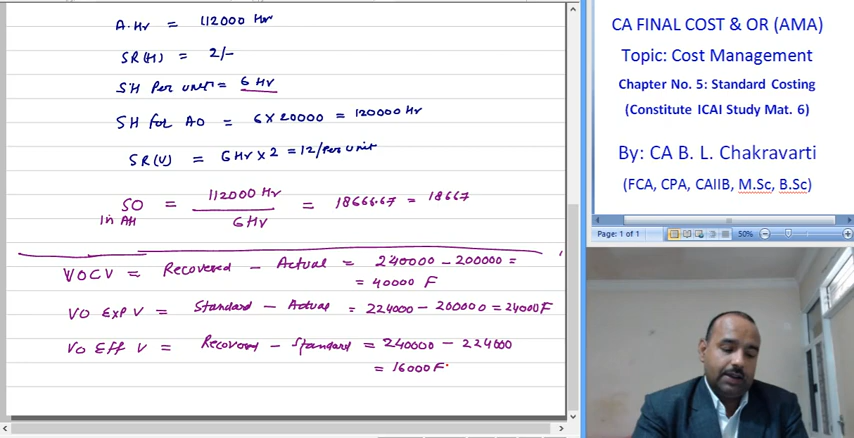 A.Hr = 112000 Hr
SR(H) = 2/-
SH Per unit = 6 Hr
SH for AO = 6 x 20000 = 120000 Hr
SR(U) = 6 Hr x 2 = 12/Per unit
SO in AH = 112000 Hr / 6 Hr = 18666.67 = 18667
VOCV = Recovered - Actual = 240000 - 200000 =
= 40000 F
VO EXP V = Standard - Actual = 224000 - 200000 = 24000 F
VO Eff V = Recovered - Standard = 240000 - 224000
= 16000 F.
CA FINAL COST & OR (AMA)
Topic: Cost Management
Chapter No. 5: Standard Costing
(Constitute ICAI Study Mat. 6)
By: CA B. L. Chakravarti
(FCA, CPA, CAIIB, M.Sc, B.Sc)
Page: 1 of 1
50%